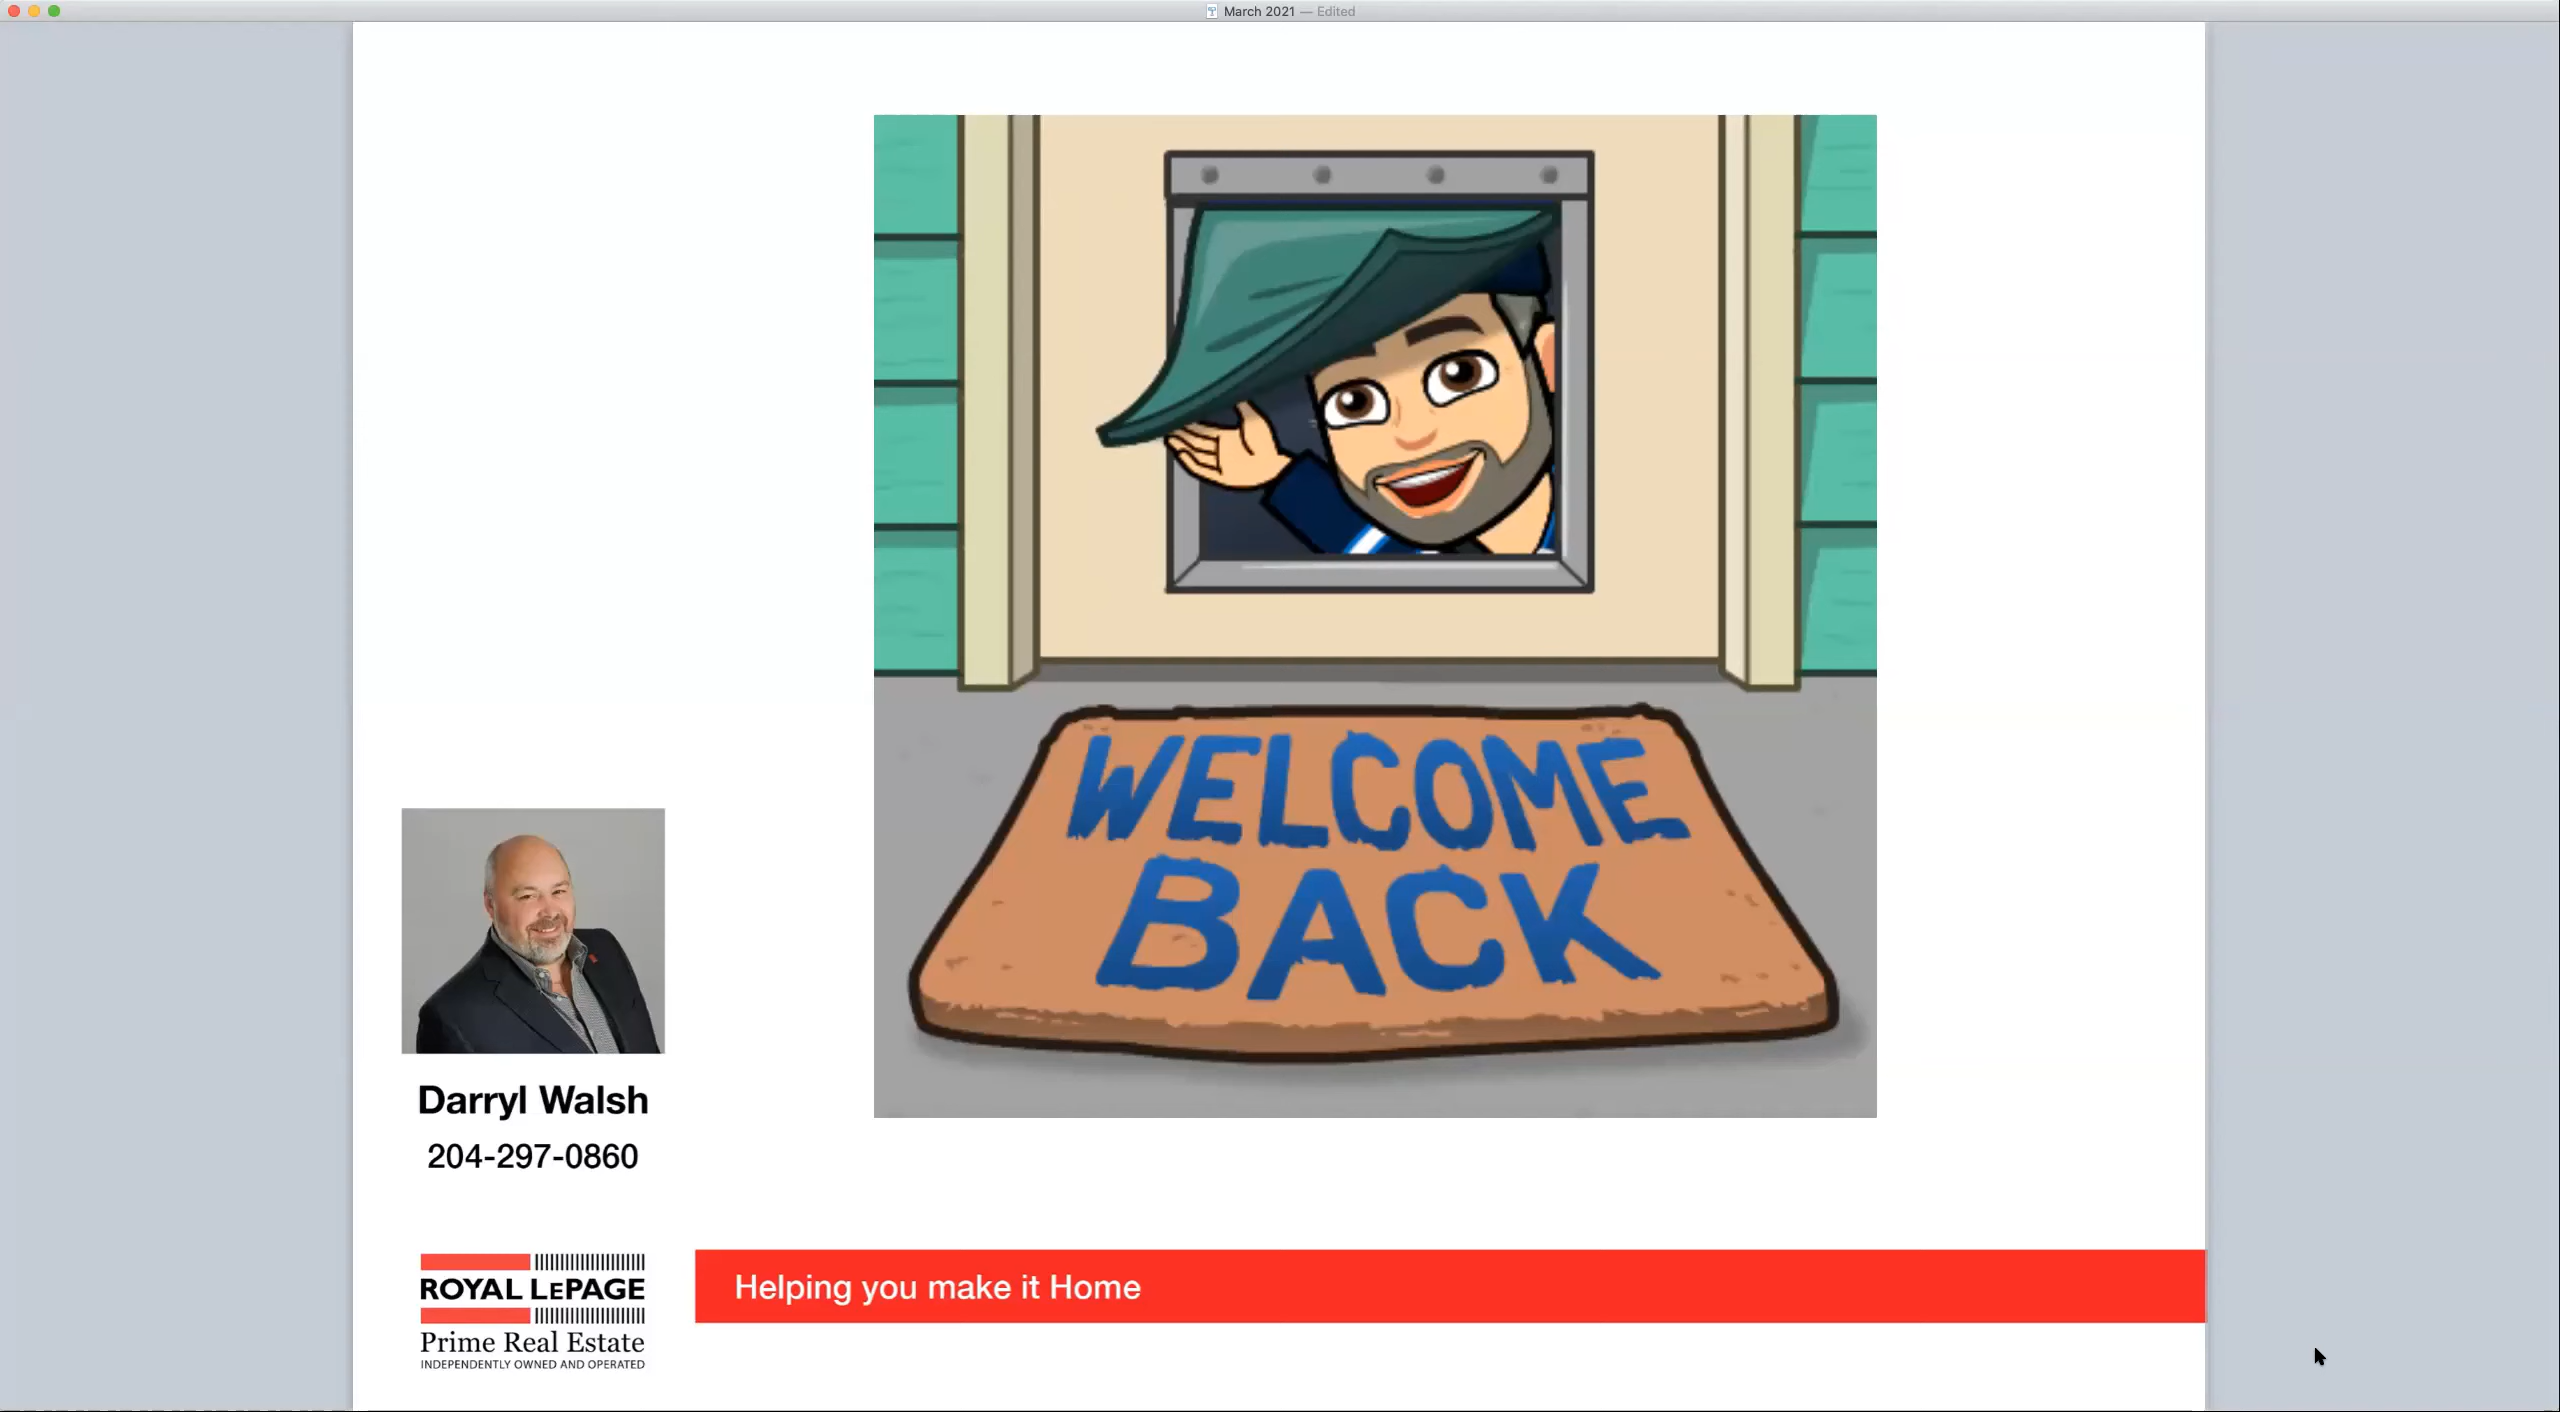 March 2021 — Edited
WELCOME
BACK
Darryl Walsh
204-297-0860
ROYAL LEPAGE
Prime Real Estate
INDEPENDENTLY OWNED AND OPERATED
Helping you make it Home